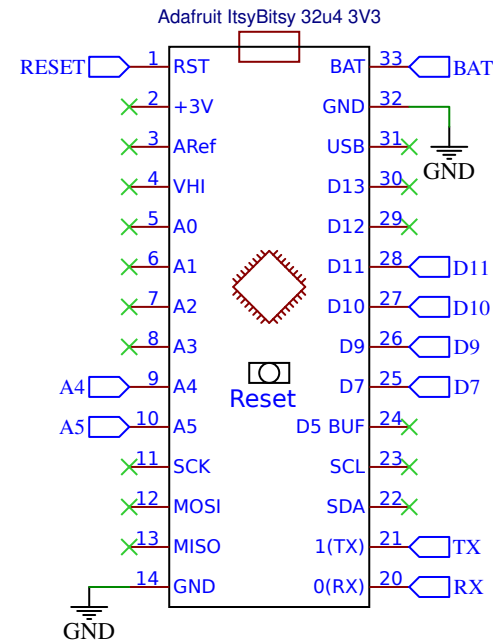 Adafruit ItsyBitsy 32u4 3V3
RESET 1 RST BAT 33 BAT
2 +3V GND 32
3 ARef USB 31 GND
4 VHI D13 30
5 A0 D12 29
6 A1 D11 28 D11
7 A2 D10 27 D10
8 A3 D9 26 D9
A4 9 A4 D7 25 D7
Reset
A5 10 A5 D5 BUF 24
11 SCK SCL 23
12 MOSI SDA 22
13 MISO 1(TX) 21 TX
14 GND 0(RX) 20 RX
GND